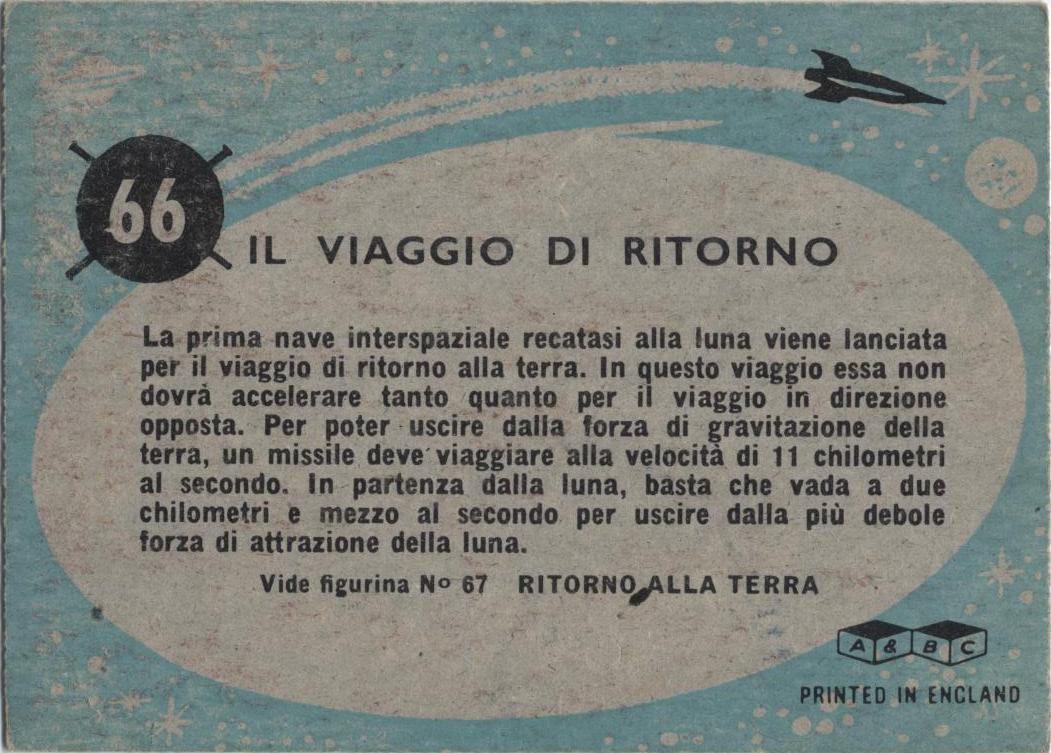 66
IL VIAGGIO DI RITORNO
La prima nave interspaziale recatasi alla luna viene lanciata
per il viaggio di ritorno alla terra. In questo viaggio essa non
dovrà accelerare tanto quanto per il viaggio in direzione
opposta. Per poter uscire dalla forza di gravitazione della
terra, un missile deve viaggiare alla velocità di 11 chilometri
al secondo. In partenza dalla luna, basta che vada a due
chilometri e mezzo al secondo per uscire dalla più debole
forza di attrazione della luna.
Vide figurina No 67 RITORNO ALLA TERRA
A & B C
PRINTED IN ENGLAND